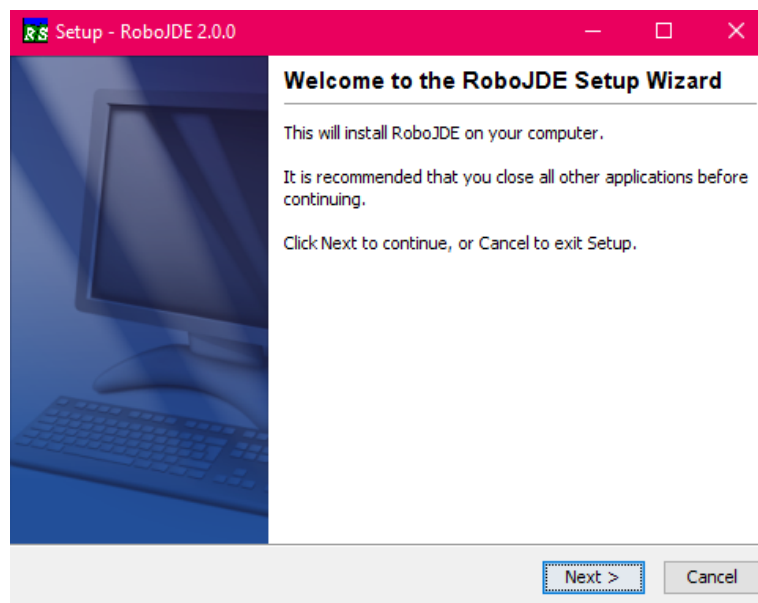 RS Setup - RoboJDE 2.0.0
Welcome to the RoboJDE Setup Wizard
This will install RoboJDE on your computer.
It is recommended that you close all other applications before
continuing.
Click Next to continue, or Cancel to exit Setup.
Next >
Cancel